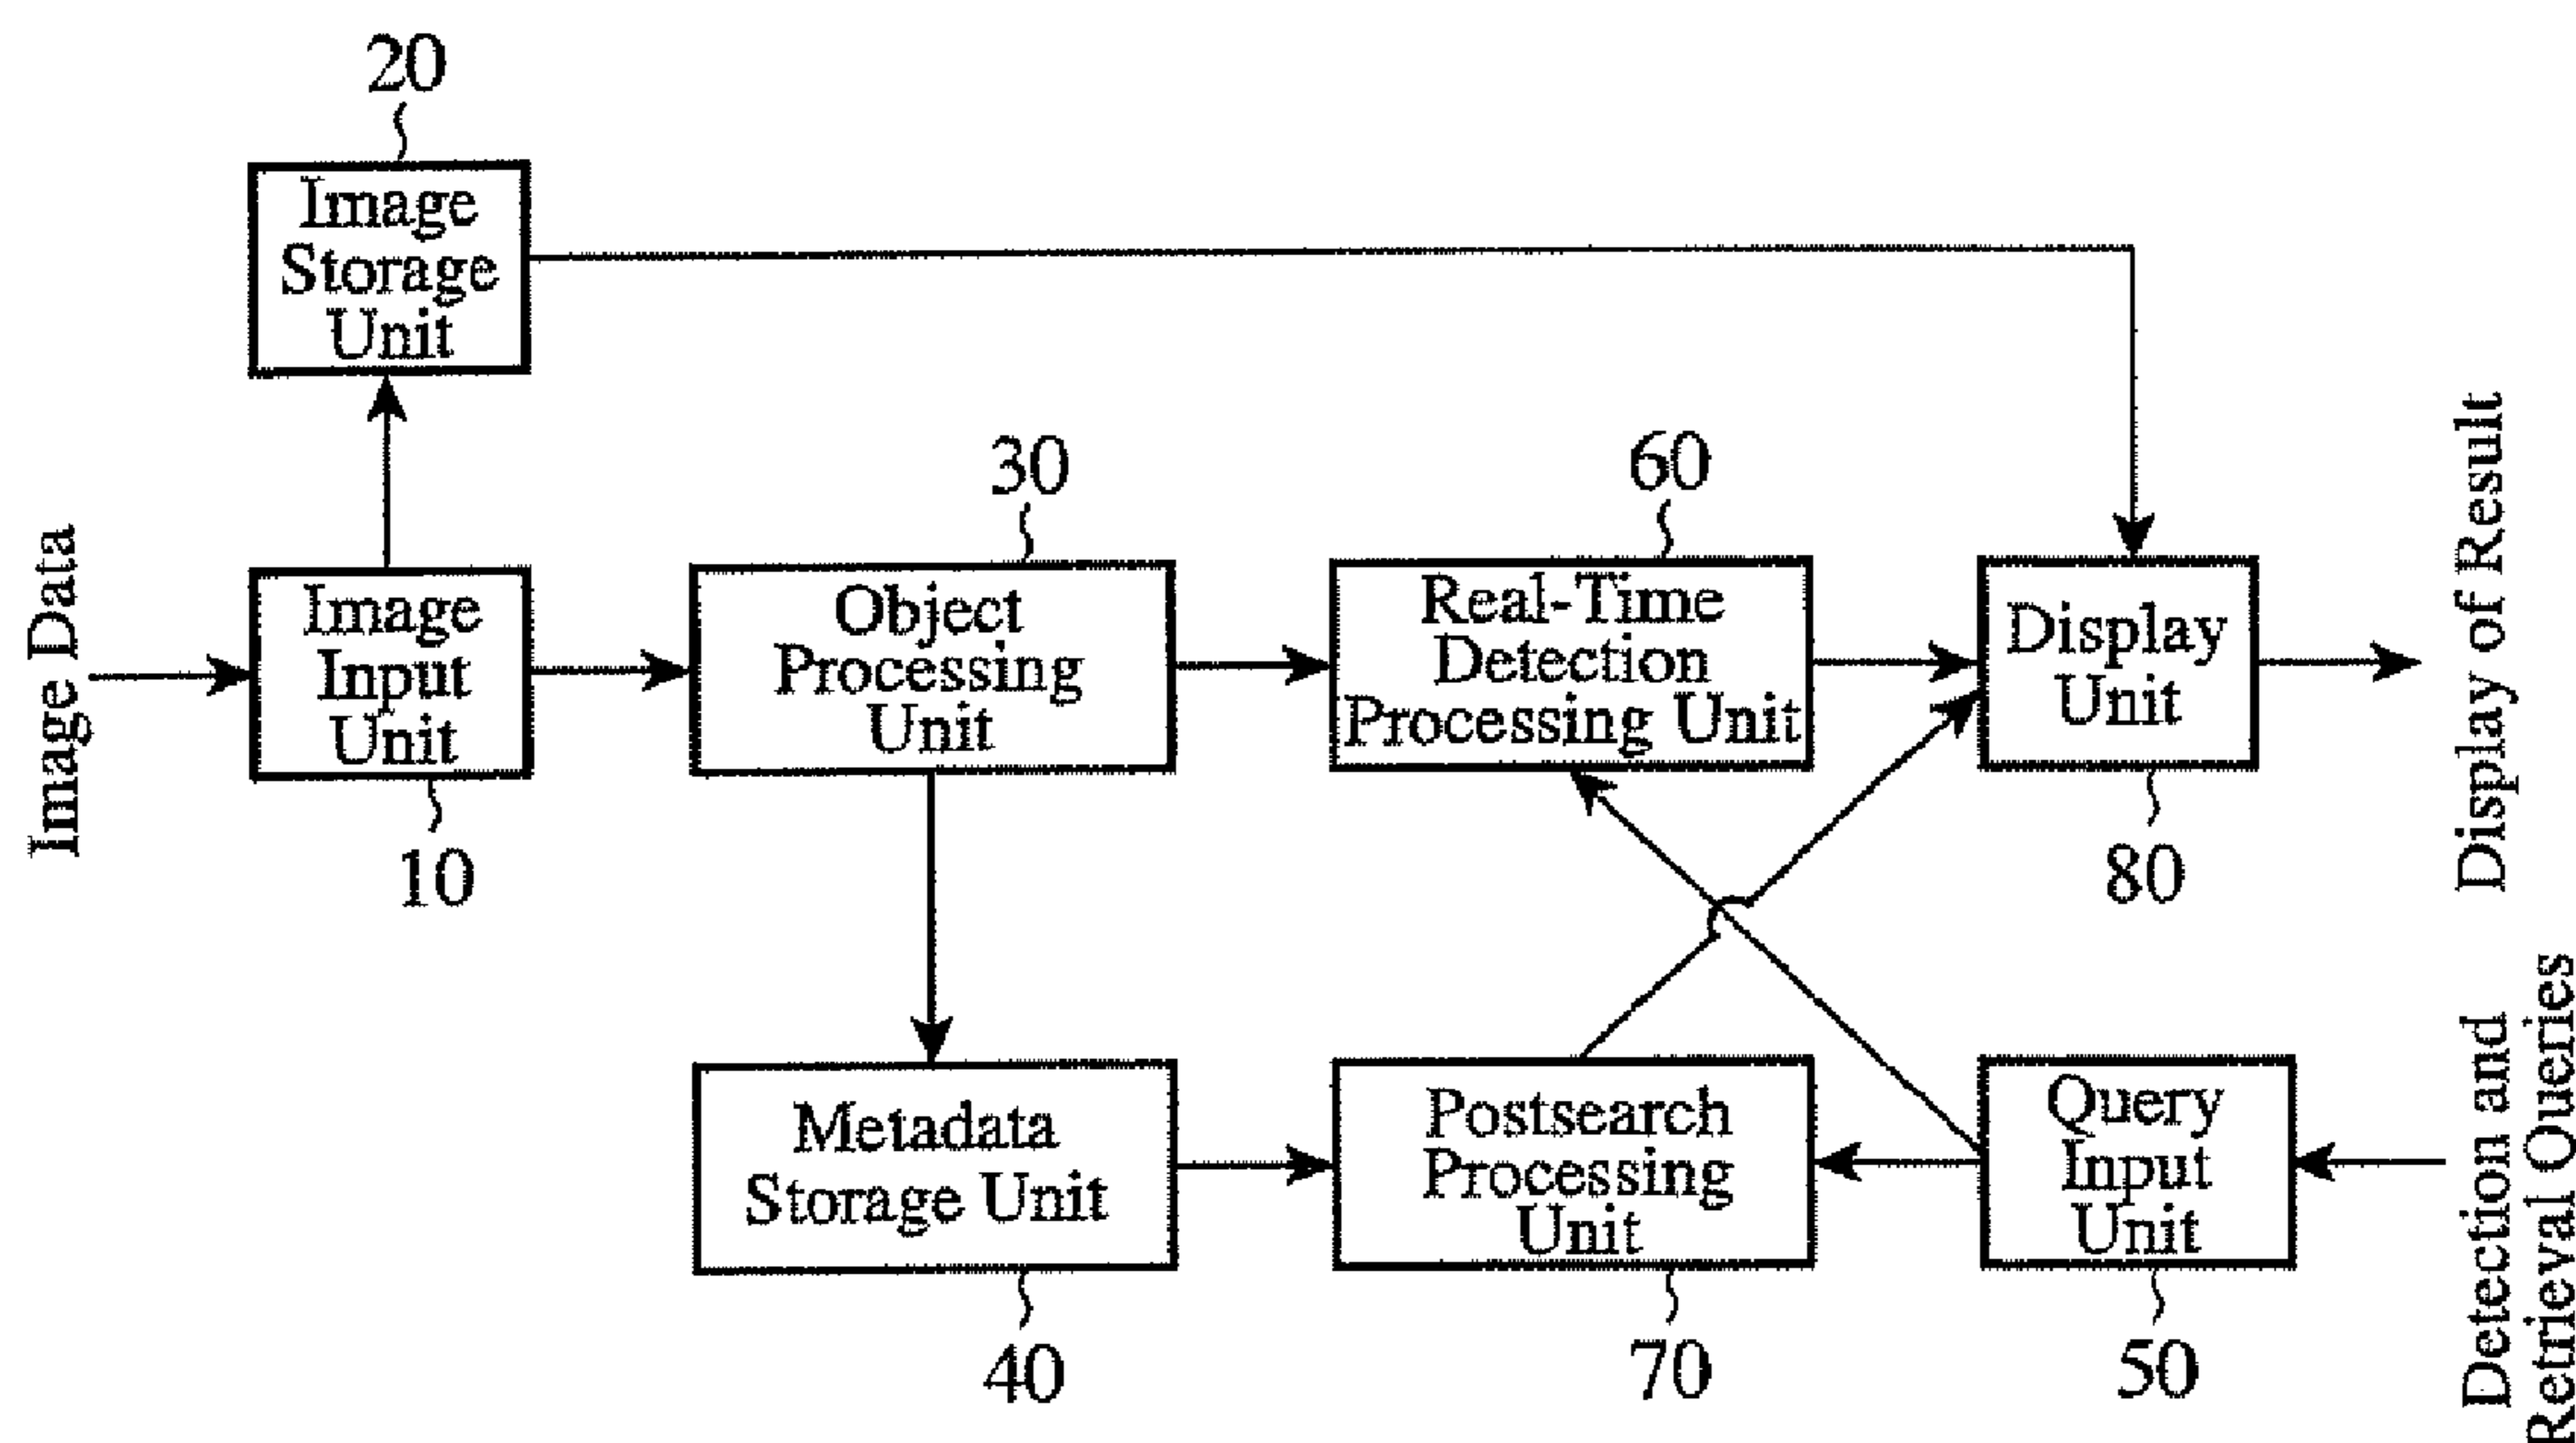 20
Image
Storage
Unit
30
60
Image Data
Image
Input
Unit
Object
Processing
Unit
Real-Time
Detection
Processing Unit
Display
Unit
Display of Result
10
80
Metadata
Storage Unit
Postsearch
Processing
Unit
Query
Input
Unit
Detection and
Retrieval Queries
40
70
50